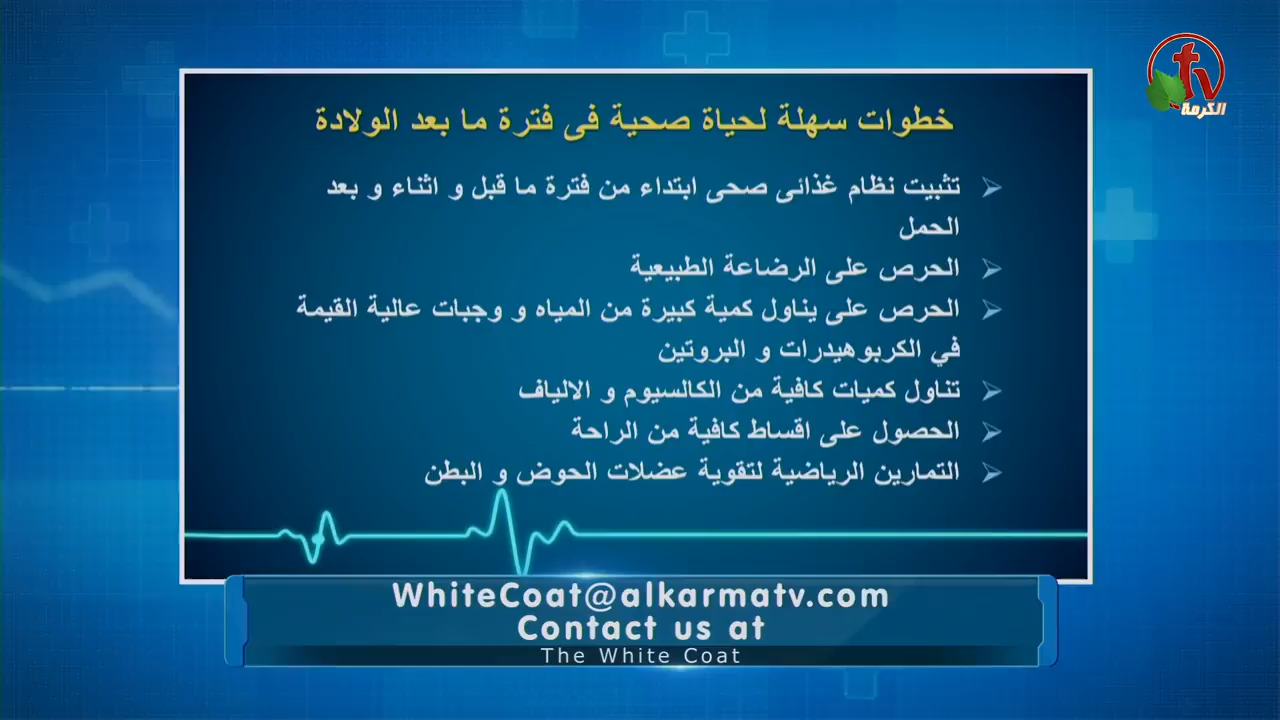 tv
الكرمة
خطوات سهلة لحياة صحية فى فترة ما بعد الولادة
تثبيت نظام غذائى صحى ابتداء من فترة ما قبل و اثناء و بعد
الحمل
الحرص على الرضاعة الطبيعية
الحرص على يناول كمية كبيرة من المياه و وجبات عالية القيمة
في الكربوهيدرات و البروتين
تناول كميات كافية من الكالسيوم و الالياف
الحصول على اقساط كافية من الراحة
التمارين الرياضية لتقوية عضلات الحوض و البطن
WhiteCoat@alkarmatv.com
Contact us at
The White Coat